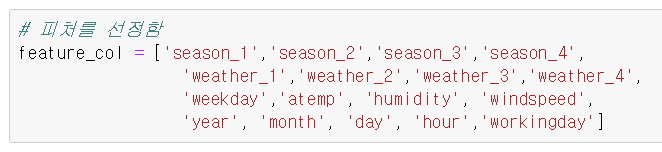 # 피처를 선정함
feature_col = ['season_1','season_2','season_3','season_4',
'weather_1','weather_2','weather_3','weather_4',
'weekday','atemp', 'humidity', 'windspeed',
'year', 'month', 'day', 'hour','workingday']